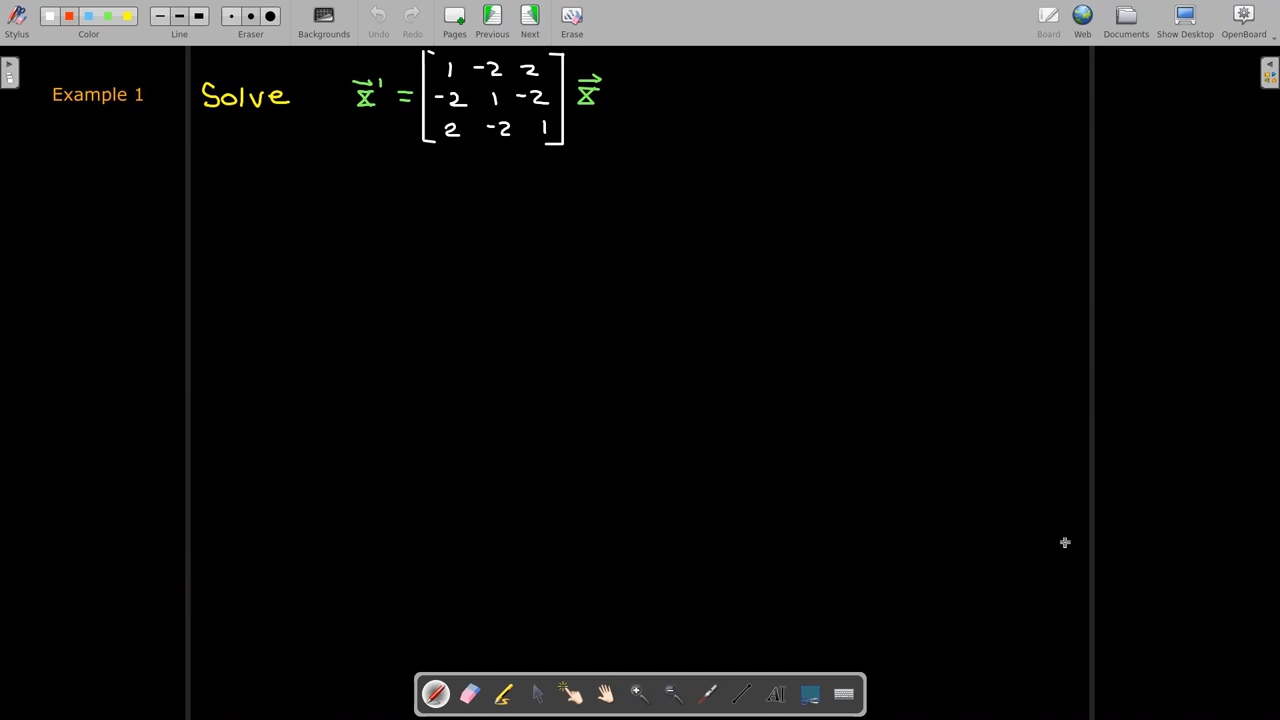 Stylus
Color
Line
Eraser
Backgrounds
Undo
Redo
Pages
Previous
Next
Erase
Board
Web
Documents
Show Desktop
OpenBoard
Example 1
Solve X⃗' = [1 -2 2
-2 1 -2
2 -2 1] X⃗
AI